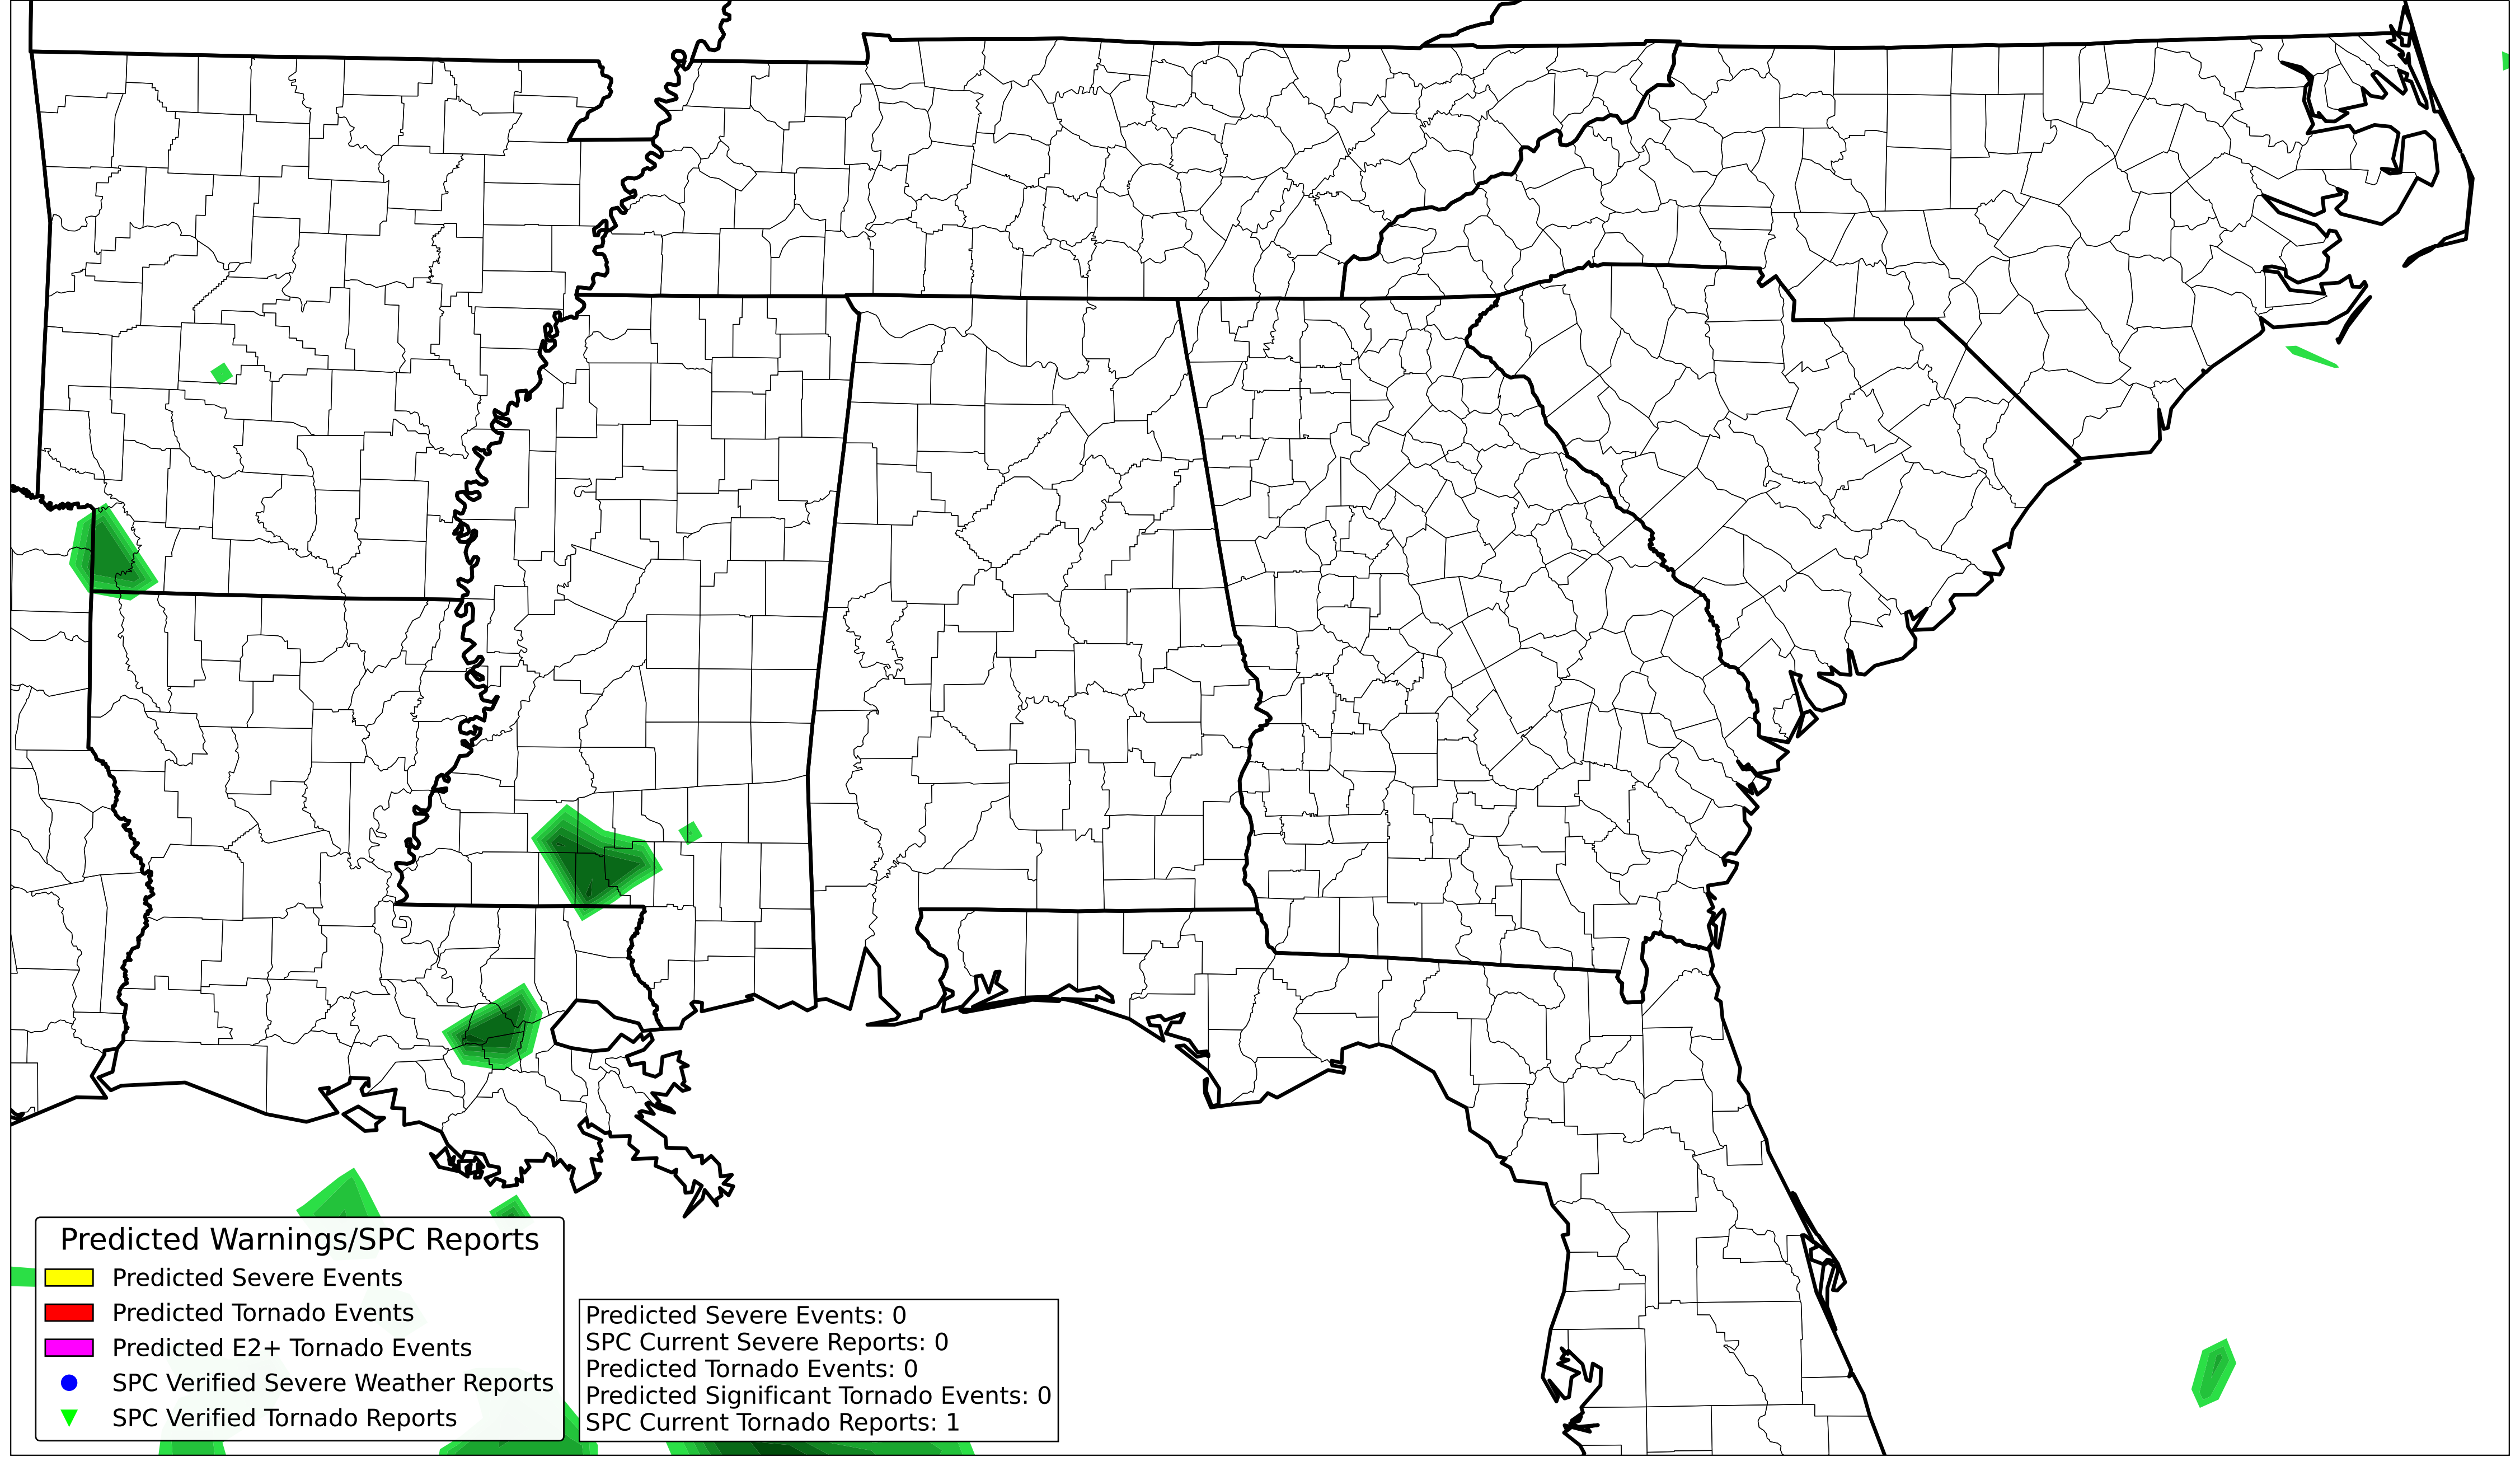 Predicted Warnings/SPC Reports
Predicted Severe Events
Predicted Tornado Events
Predicted E2+ Tornado Events
SPC Verified Severe Weather Reports
SPC Verified Tornado Reports
Predicted Severe Events: 0
SPC Current Severe Reports: 0
Predicted Tornado Events: 0
Predicted Significant Tornado Events: 0
SPC Current Tornado Reports: 1